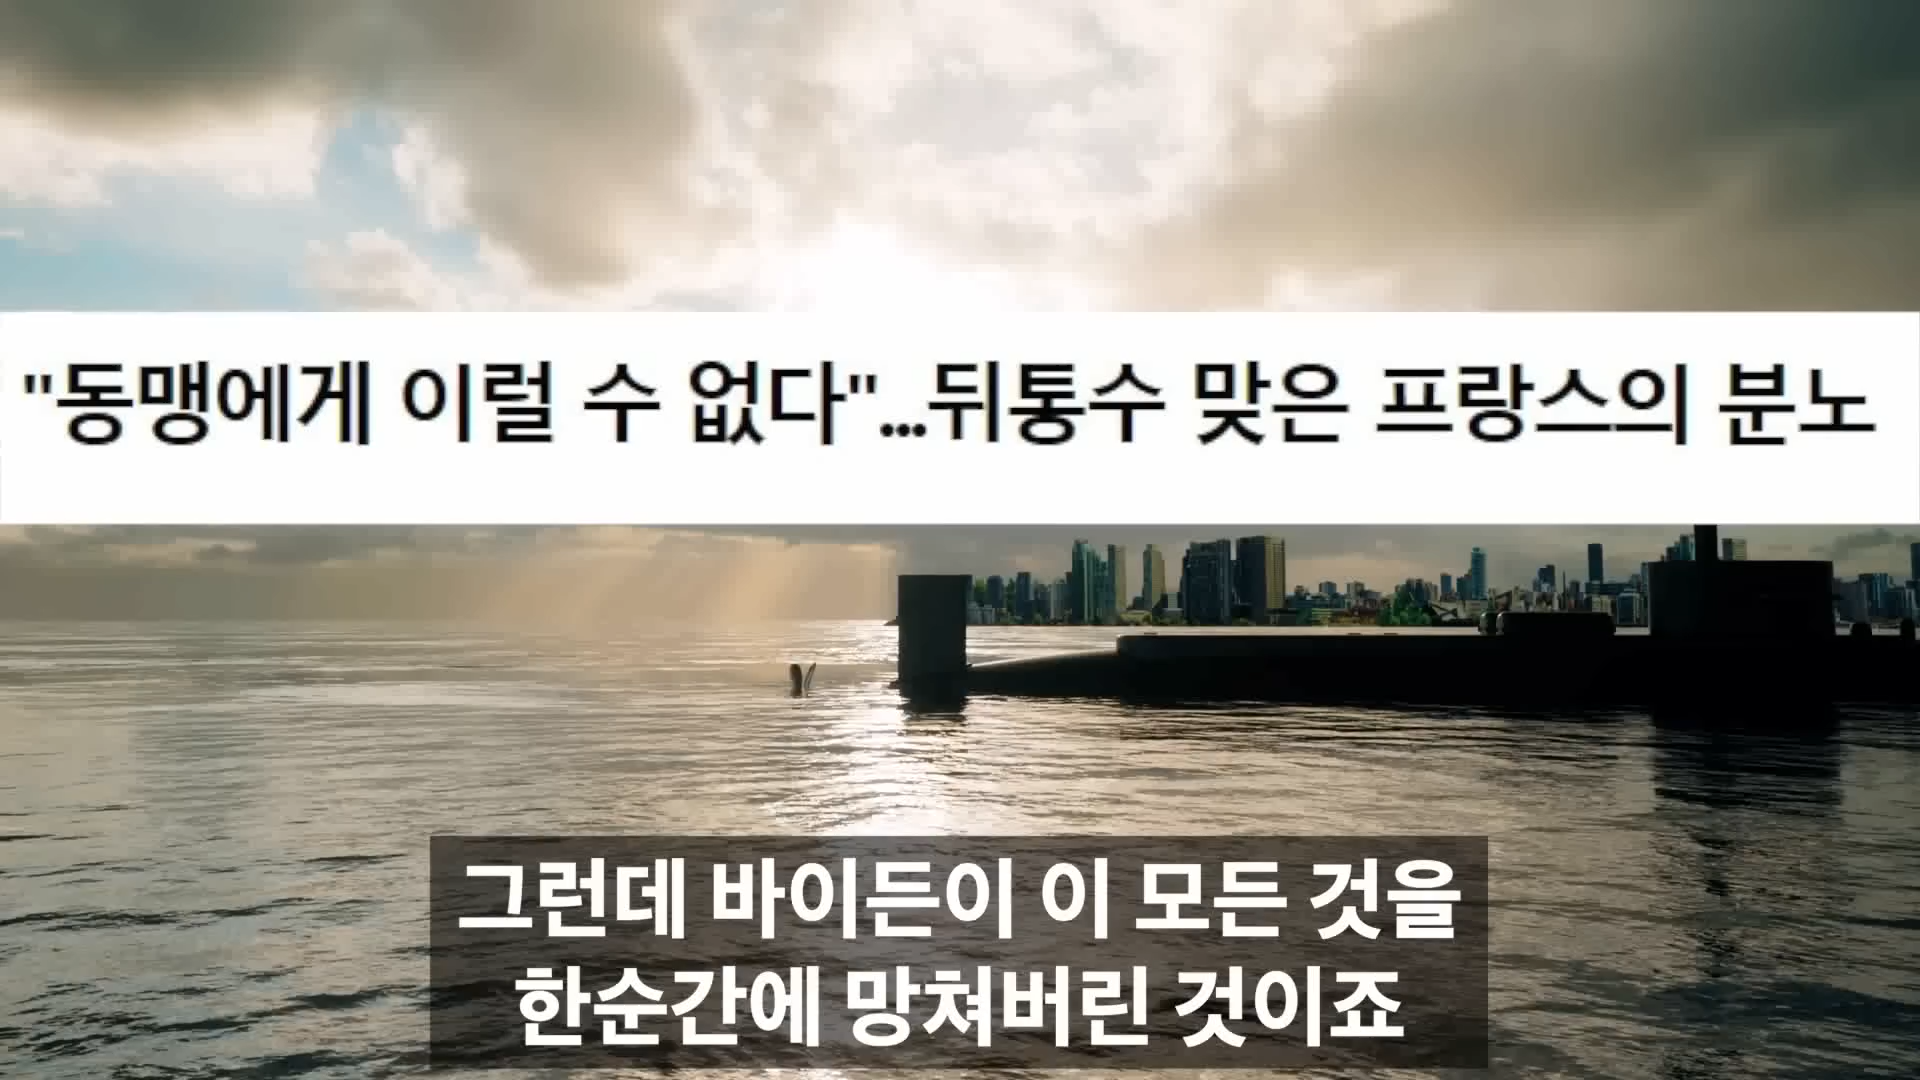 "동맹에게 이럴 수 없다"...뒤통수 맞은 프랑스의 분노
그런데 바이든이 이 모든 것을
한순간에 망쳐버린 것이죠